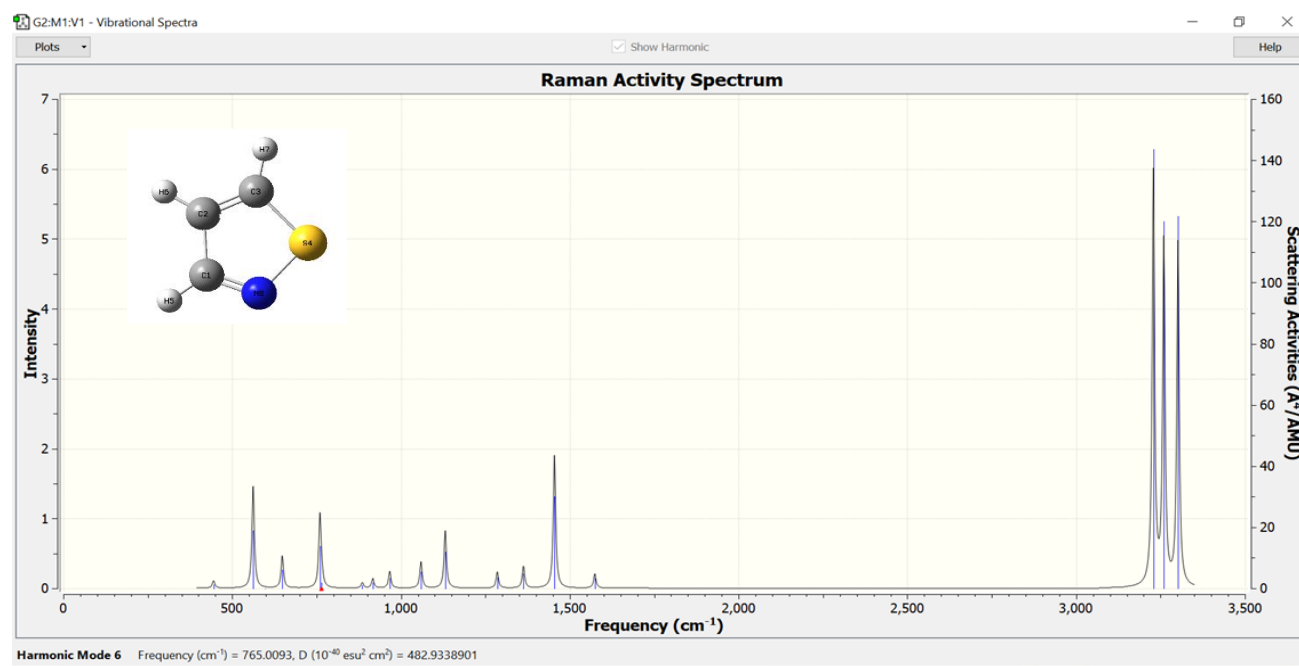 G2:M1:V1 - Vibrational Spectra
Plots
Show Harmonic
Help
Raman Activity Spectrum
7
6
5
4
3
2
1
0
Intensity
160
140
120
100
80
60
40
20
0
Scattering Activities (A⁴/AMU)
H7
H6
C3
C2
S4
C1
H5
0
500
1,000
1,500
2,000
2,500
3,000
3,500
Frequency (cm⁻¹)
Harmonic Mode 6 Frequency (cm⁻¹) = 765.0093, D (10⁻⁴⁰ esu² cm²) = 482.9338901